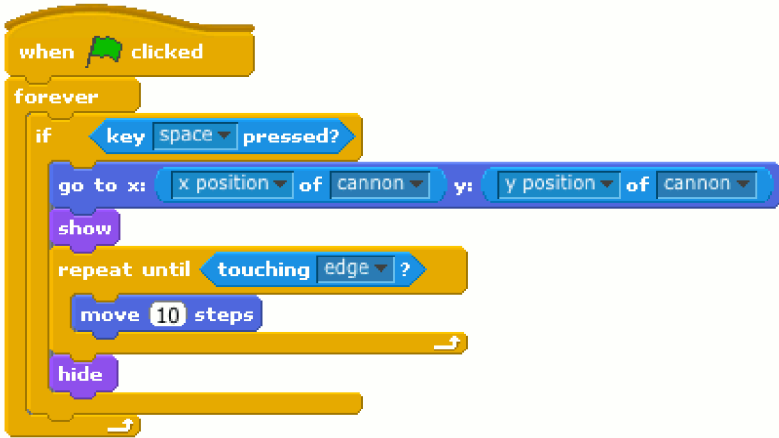 when clicked
forever
if key space pressed?
go to x: x position of cannon y: y position of cannon
show
repeat until touching edge ?
move 10 steps
hide